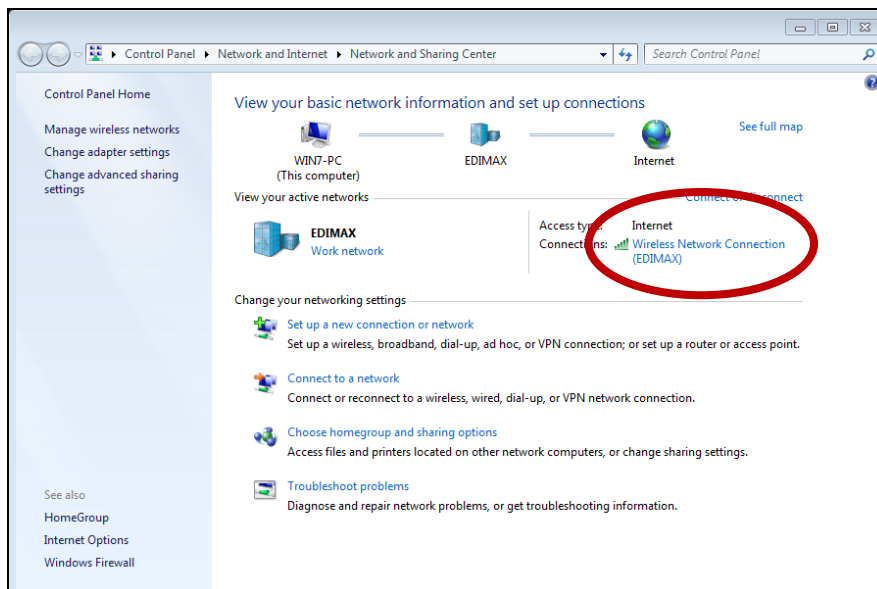 Control Panel Network and Internet Network and Sharing Center
Search Control Panel
Control Panel Home
Manage wireless networks
Change adapter settings
Change advanced sharing
settings
View your basic network information and set up connections
See full map
WIN7-PC
(This computer)
EDIMAX
Internet
View your active networks
Connect or disconnect
EDIMAX
Work network
Access type: Internet
Connections: Wireless Network Connection
(EDIMAX)
Change your networking settings
Set up a new connection or network
Set up a wireless, broadband, dial-up, ad hoc, or VPN connection; or set up a router or access point.
Connect to a network
Connect or reconnect to a wireless, wired, dial-up, or VPN network connection.
Choose homegroup and sharing options
Access files and printers located on other network computers, or change sharing settings.
Troubleshoot problems
Diagnose and repair network problems, or get troubleshooting information.
See also
HomeGroup
Internet Options
Windows Firewall